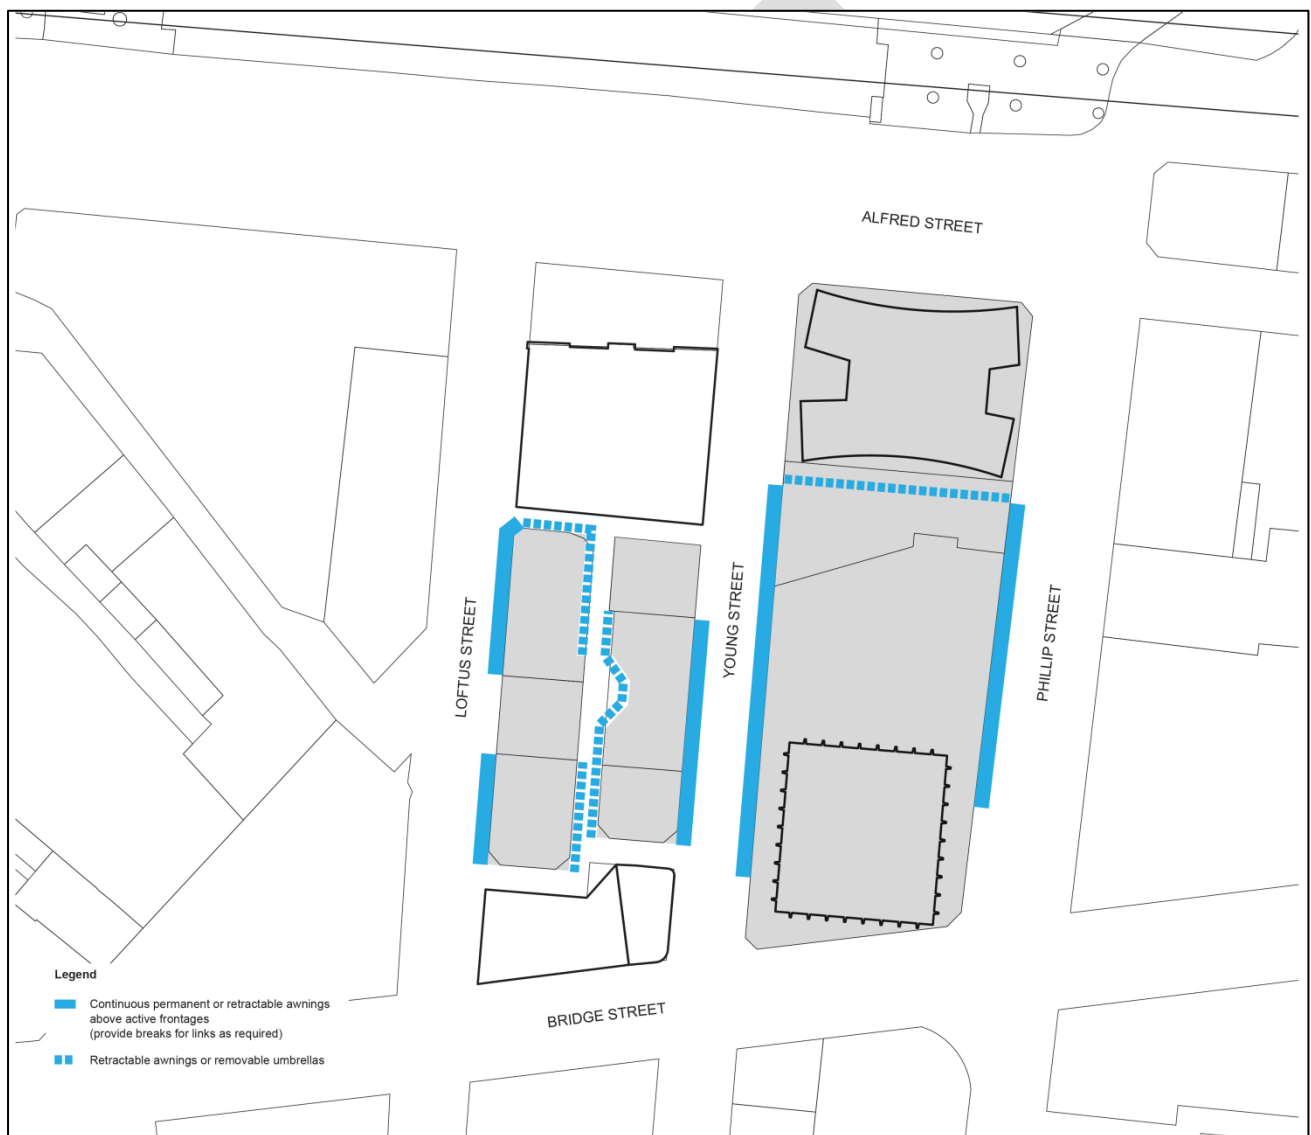 ALFRED STREET
YOUNG STREET
PHILLIP STREET
LOFTUS STREET
BRIDGE STREET
Legend
Continuous permanent or retractable awnings
above active frontages
(provide breaks for links as required)
Retractable awnings or removable umbrellas